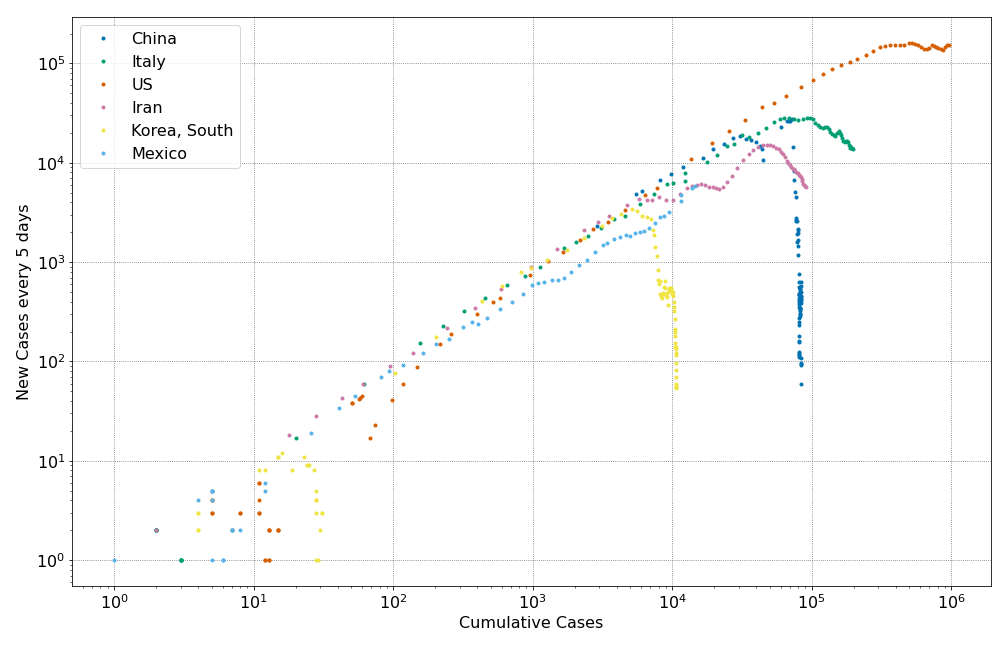 China
Italy
US
Iran
Korea, South
Mexico
New Cases every 5 days
10⁵
10⁴
10³
10²
10¹
10⁰
10⁰ 10¹ 10² 10³ 10⁴ 10⁵ 10⁶
Cumulative Cases